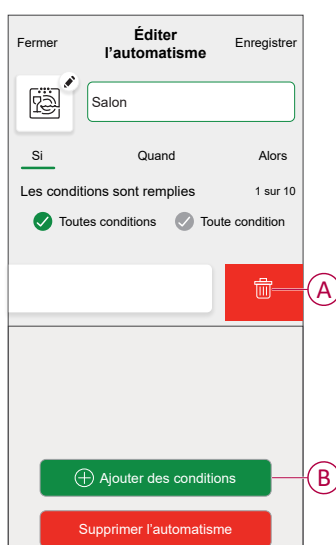 Fermer
Éditer
l'automatisme
Enregistrer
Salon
Si Quand Alors
Les conditions sont remplies 1 sur 10
Toutes conditions Toute condition
A
Ajouter des conditions
B
Supprimer l'automatisme